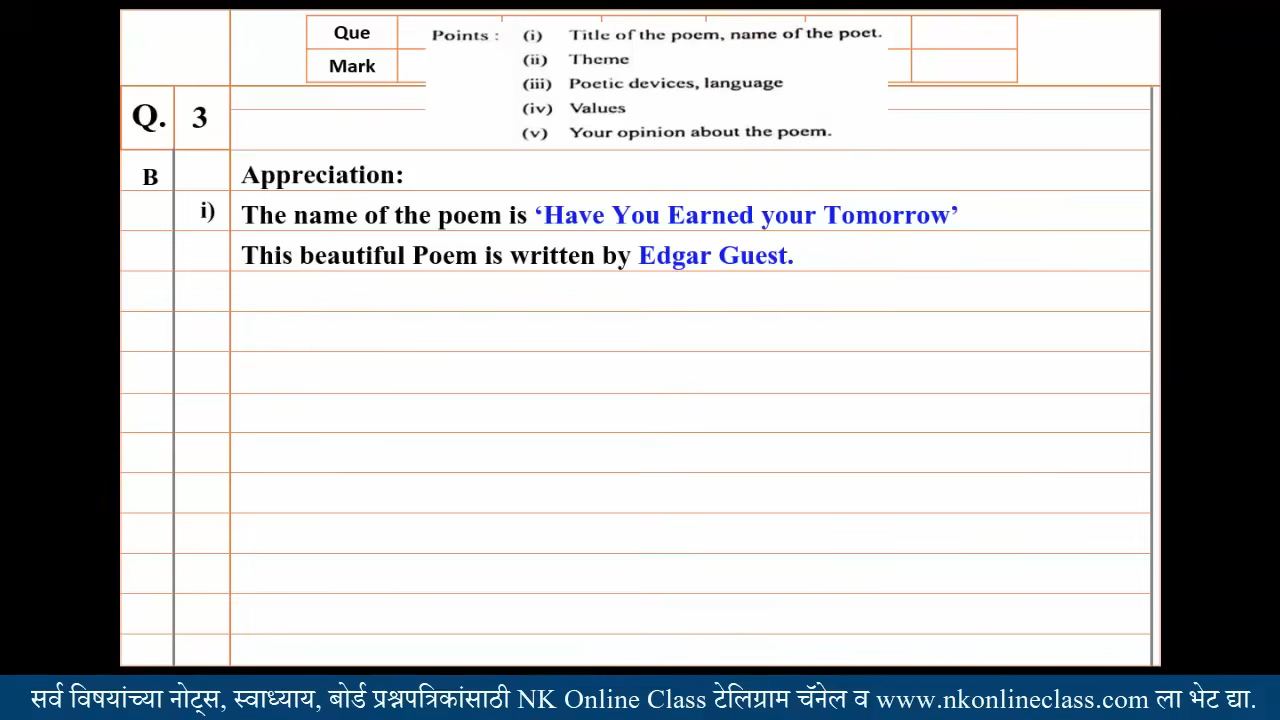 Que
Mark
Points : (i) Title of the poem, name of the poet.
(ii) Theme
(iii) Poetic devices, language
(iv) Values
(v) Your opinion about the poem.
Q. 3
B Appreciation:
i) The name of the poem is ‘Have You Earned your Tomorrow’
This beautiful Poem is written by Edgar Guest.
सर्व विषयांच्या नोट्स, स्वाध्याय, बोर्ड प्रश्नपत्रिकांसाठी NK Online Class टेलिग्राम चॅनेल व www.nkonlineclass.com ला भेट द्या.